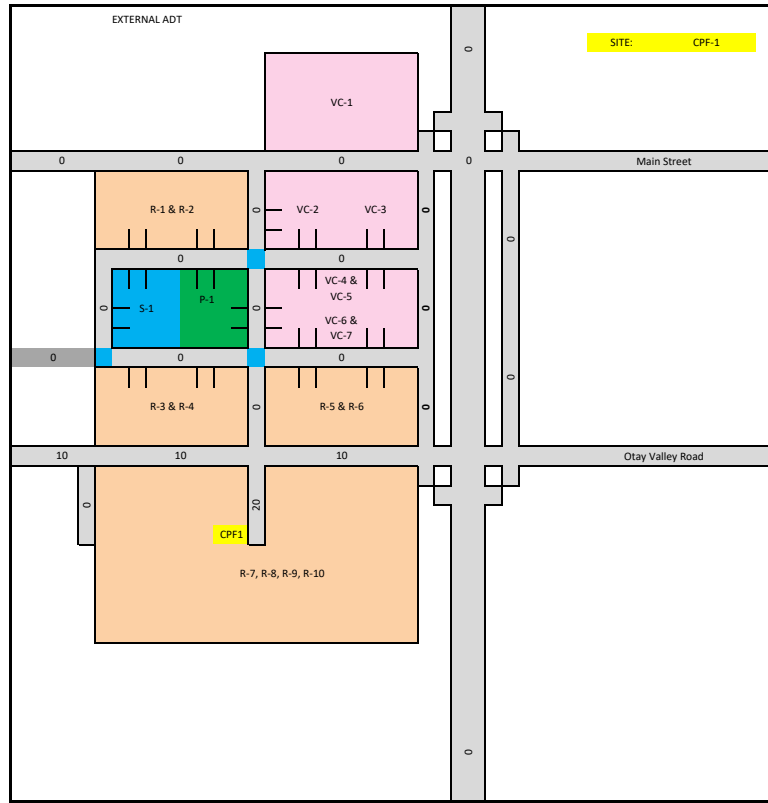 EXTERNAL ADT
SITE: CPF-1
0
VC-1
0 0 0 0 Main Street
R-1 & R-2
0
VC-2 VC-3
0
0
0 0
S-1
P-1
VC-4 &
VC-5
VC-6 &
VC-7
0
0
0
0 0 0
0
R-3 & R-4
0
R-5 & R-6
0
10 10 10 Otay Valley Road
0
20
CPF1
R-7, R-8, R-9, R-10
0